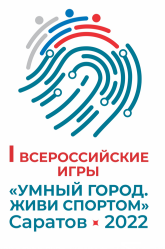 I ВСЕРОССИЙСКИЕ
ИГРЫ
«УМНЫЙ ГОРОД.
ЖИВИ СПОРТОМ»
Саратов • 2022